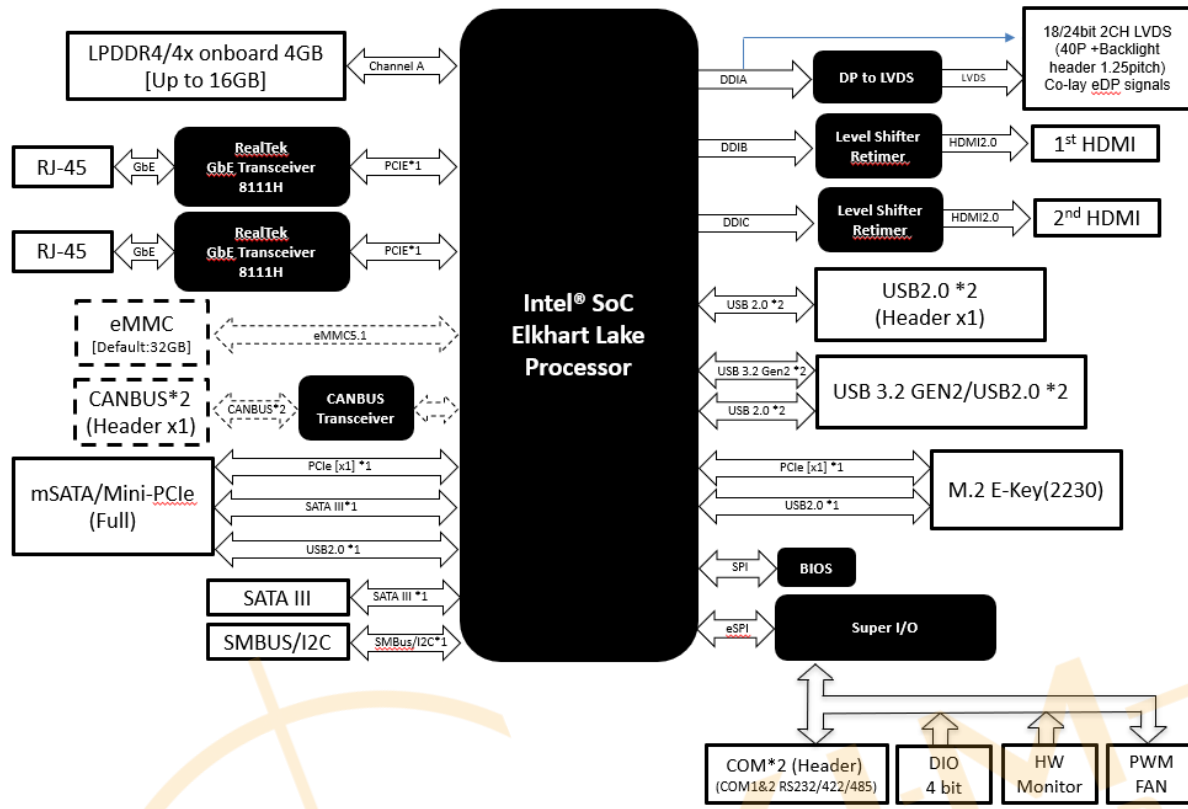 LPDDR4/4x onboard 4GB
[Up to 16GB]
Channel A
RJ-45
GbE
RealTek
GbE Transceiver
8111H
PCIE*1
RJ-45
GbE
RealTek
GbE Transceiver
8111H
PCIE*1
eMMC
[Default:32GB]
eMMC5.1
CANBUS*2
(Header x1)
CANBUS*2
CANBUS
Transceiver
mSATA/Mini-PCIe
(Full)
PCIe [x1] *1
SATA III*1
USB2.0 *1
SATA III
SATA III *1
SMBUS/I2C
SMBus/I2C*1
Intel® SoC
Elkhart Lake
Processor
DDIA
DP to LVDS
LVDS
18/24bit 2CH LVDS
(40P +Backlight
header 1.25pitch)
Co-lay eDP signals
DDIB
Level Shifter
Retimer
HDMI2.0
1st HDMI
DDIC
Level Shifter
Retimer
HDMI2.0
2nd HDMI
USB 2.0 *2
USB2.0 *2
(Header x1)
USB 3.2 Gen2 *2
USB 2.0 *2
USB 3.2 GEN2/USB2.0 *2
PCIe [x1] *1
USB2.0 *1
M.2 E-Key(2230)
SPI
BIOS
eSPI
Super I/O
COM*2 (Header)
(COM1&2 RS232/422/485)
DIO
4 bit
HW
Monitor
PWM
FAN